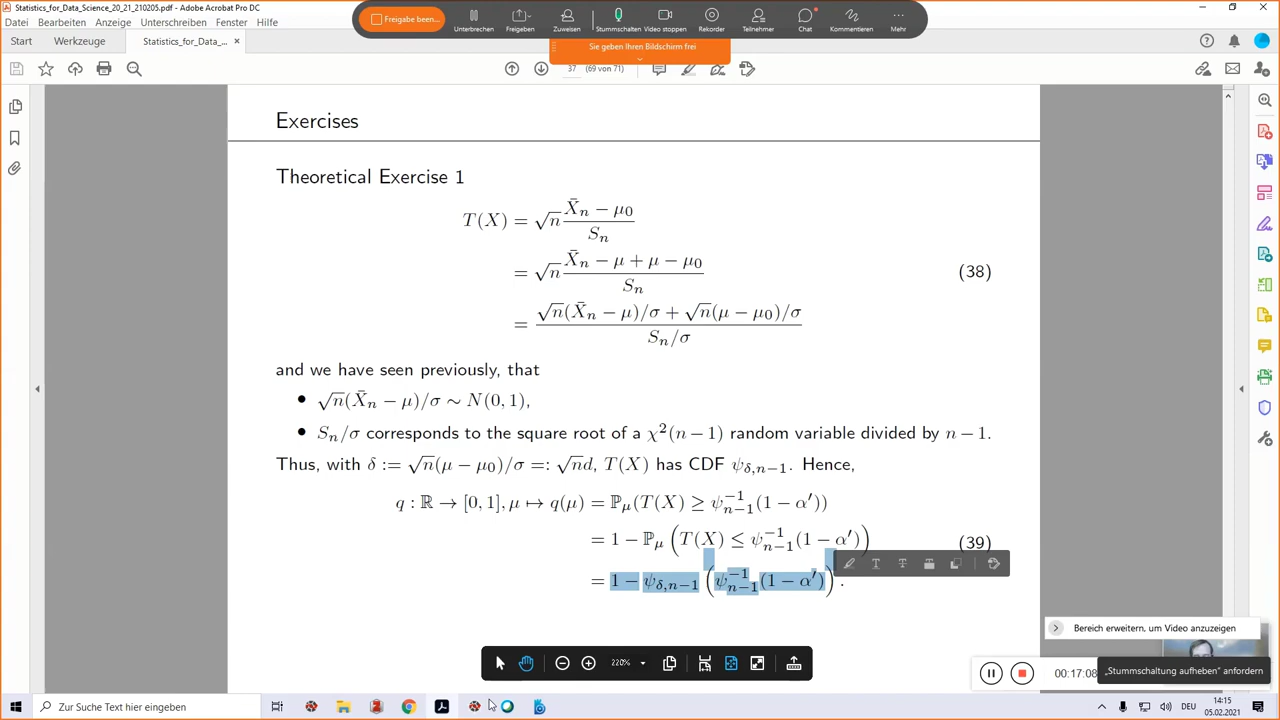 Statistics_for_Data_Science_20_21_210205.pdf - Adobe Acrobat Pro DC
Datei Bearbeiten Anzeige Unterschreiben Fenster Hilfe
Freigabe been...
Unterbrechen Freigeben Zuweisen Stummschalten Video stoppen Rekorder Teilnehmer Chat Kommentieren Mehr
Start Werkzeuge Statistics_for_Data_... ×
Sie geben Ihren Bildschirm frei
37 (69 von 71)
Exercises
Theoretical Exercise 1
T(X) = √n (X̄ₙ − μ₀) / Sₙ
= √n (X̄ₙ − μ + μ − μ₀) / Sₙ (38)
= (√n(X̄ₙ − μ)/σ + √n(μ − μ₀)/σ) / (Sₙ/σ)
and we have seen previously, that
• √n(X̄ₙ − μ)/σ ∼ N(0, 1),
• Sₙ/σ corresponds to the square root of a χ²(n−1) random variable divided by n−1.
Thus, with δ := √n(μ − μ₀)/σ =: √nd, T(X) has CDF ψ_{δ,n−1}. Hence,
q : ℝ → [0, 1], μ ↦ q(μ) = ℙ_μ(T(X) ≥ ψ⁻¹_{n−1}(1 − α′))
= 1 − ℙ_μ (T(X) ≤ ψ⁻¹_{n−1}(1 − α′)) (39)
= 1 − ψ_{δ,n−1} (ψ⁻¹_{n−1}(1 − α′)).
Bereich erweitern, um Video anzuzeigen
220%
00:17:08
„Stummschaltung aufheben" anfordern
Zur Suche Text hier eingeben
DEU
14:15
05.02.2021